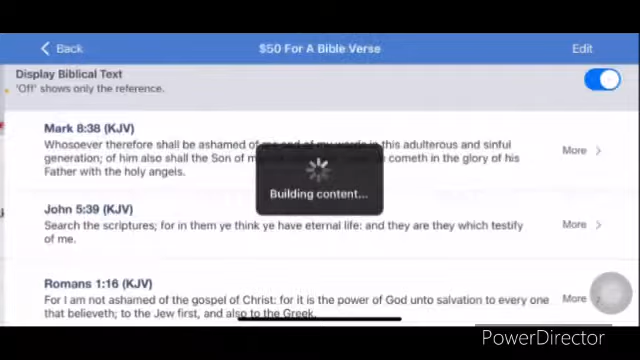 Back
$50 For A Bible Verse
Edit
Display Biblical Text
'Off' shows only the reference.
Mark 8:38 (KJV)
Whosoever therefore shall be ashamed of me and of my words in this adulterous and sinful
generation; of him also shall the Son of cometh in the glory of his
Father with the holy angels.
More
Building content...
John 5:39 (KJV)
Search the scriptures; for in them ye think ye have eternal life: and they are they which testify
of me.
More
Romans 1:16 (KJV)
For I am not ashamed of the gospel of Christ: for it is the power of God unto salvation to every one
that believeth; to the Jew first, and also to the Greek.
More
PowerDirector